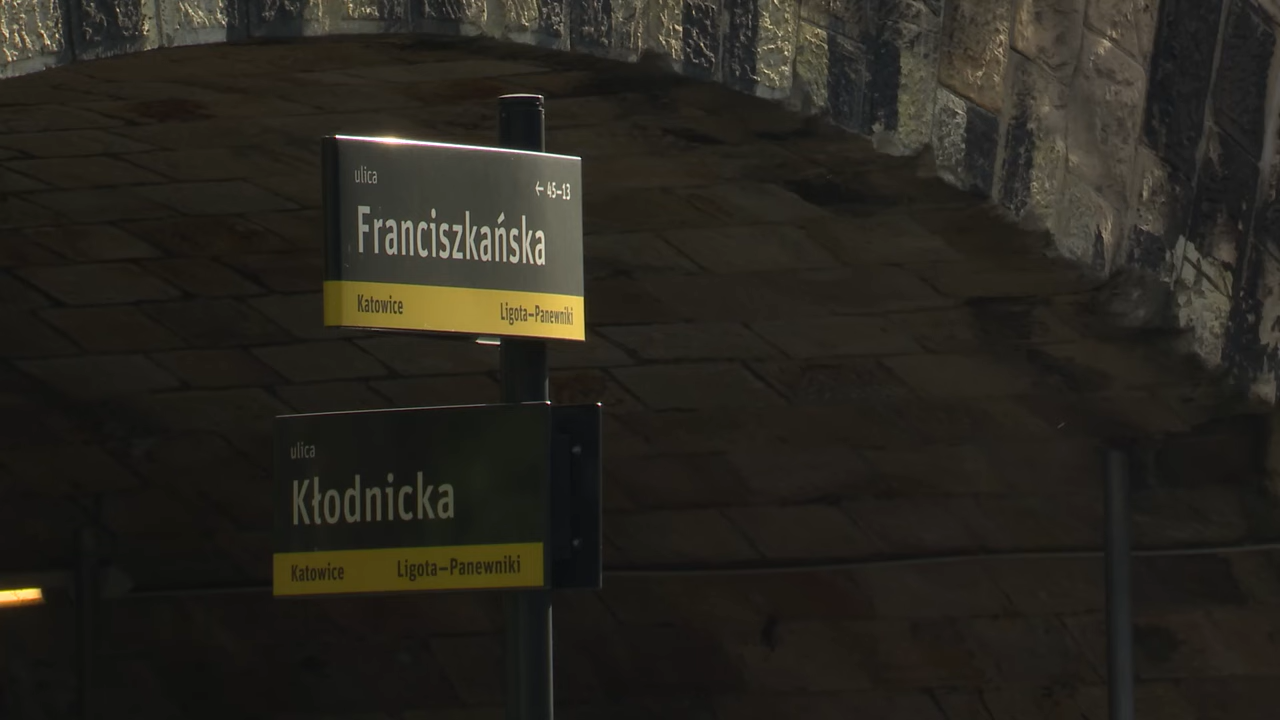 ulica
← 45–13
Franciszkańska
Katowice Ligota–Panewniki
ulica
Kłodnicka
Katowice Ligota–Panewniki